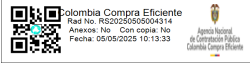 Colombia Compra Eficiente
Rad No. RS20250505004314
Anexos: No Con copia: No
Fecha: 05/05/2025 10:13:33
Agencia Nacional
de Contratación Pública
Colombia Compra Eficiente